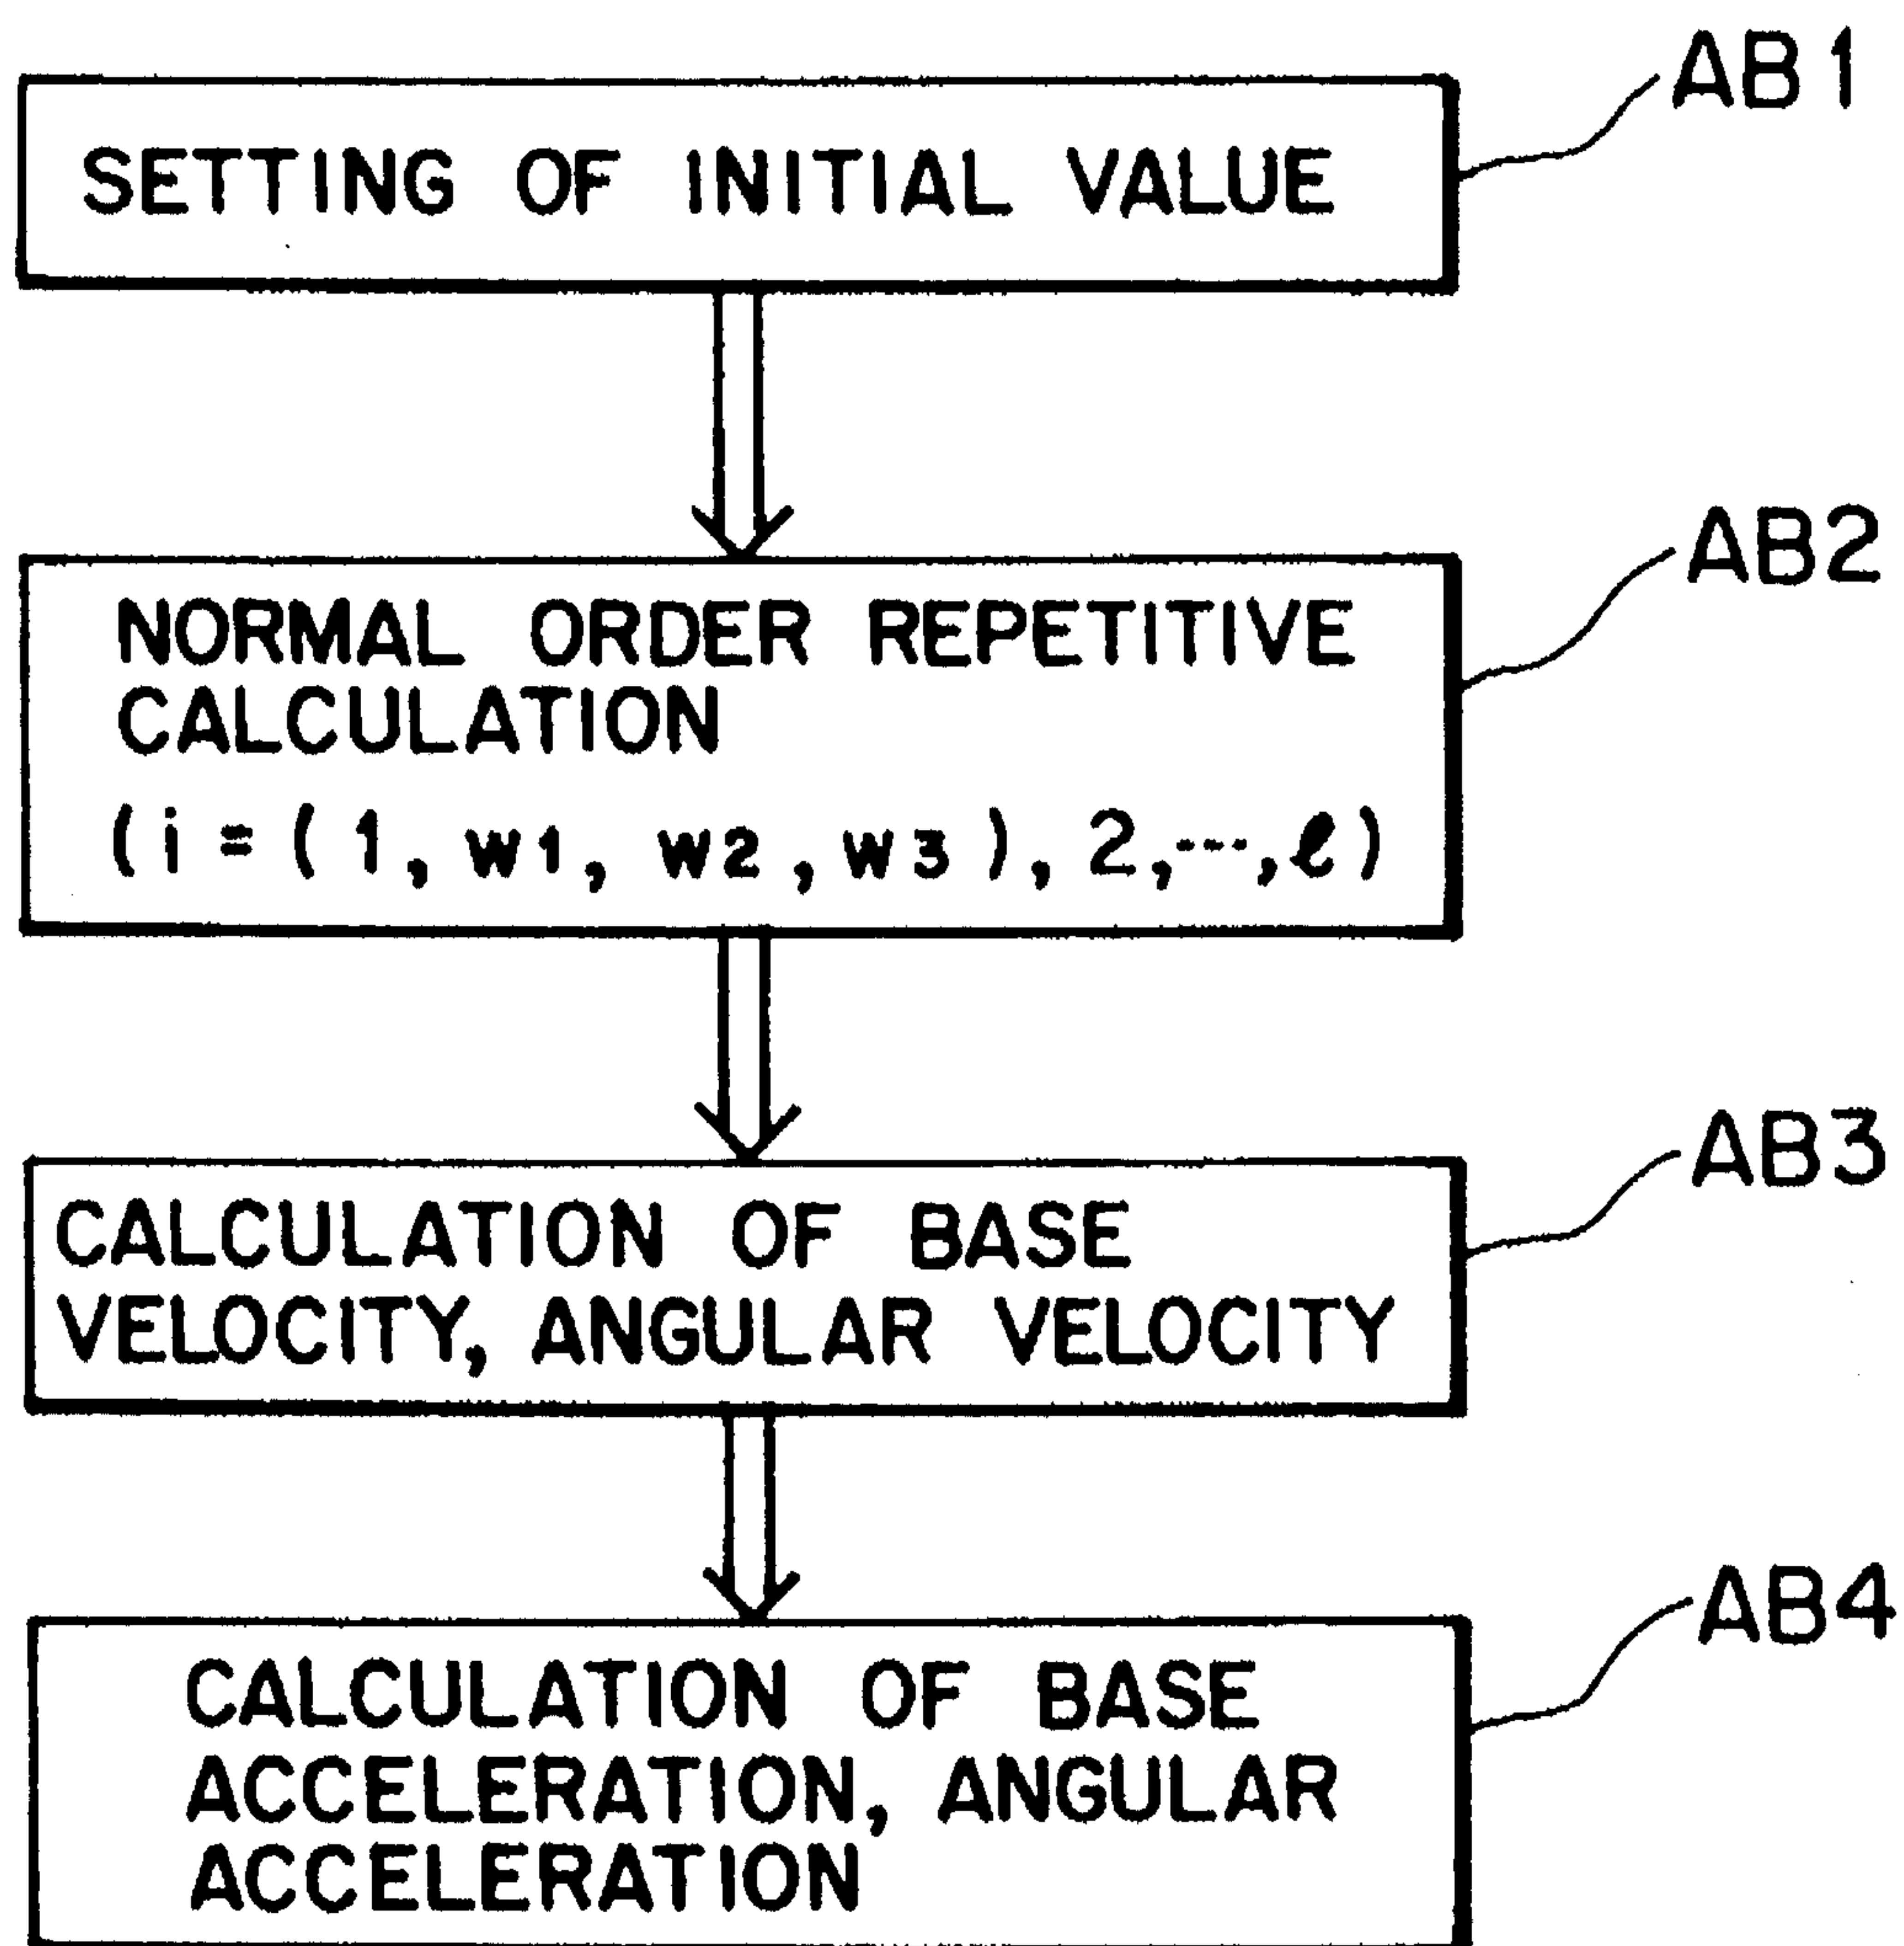 AB1
SETTING OF INITIAL VALUE
AB2
NORMAL ORDER REPETITIVE
CALCULATION
(i = (1, w1, w2, w3), 2, ---, ℓ)
AB3
CALCULATION OF BASE
VELOCITY, ANGULAR VELOCITY
AB4
CALCULATION OF BASE
ACCELERATION, ANGULAR
ACCELERATION